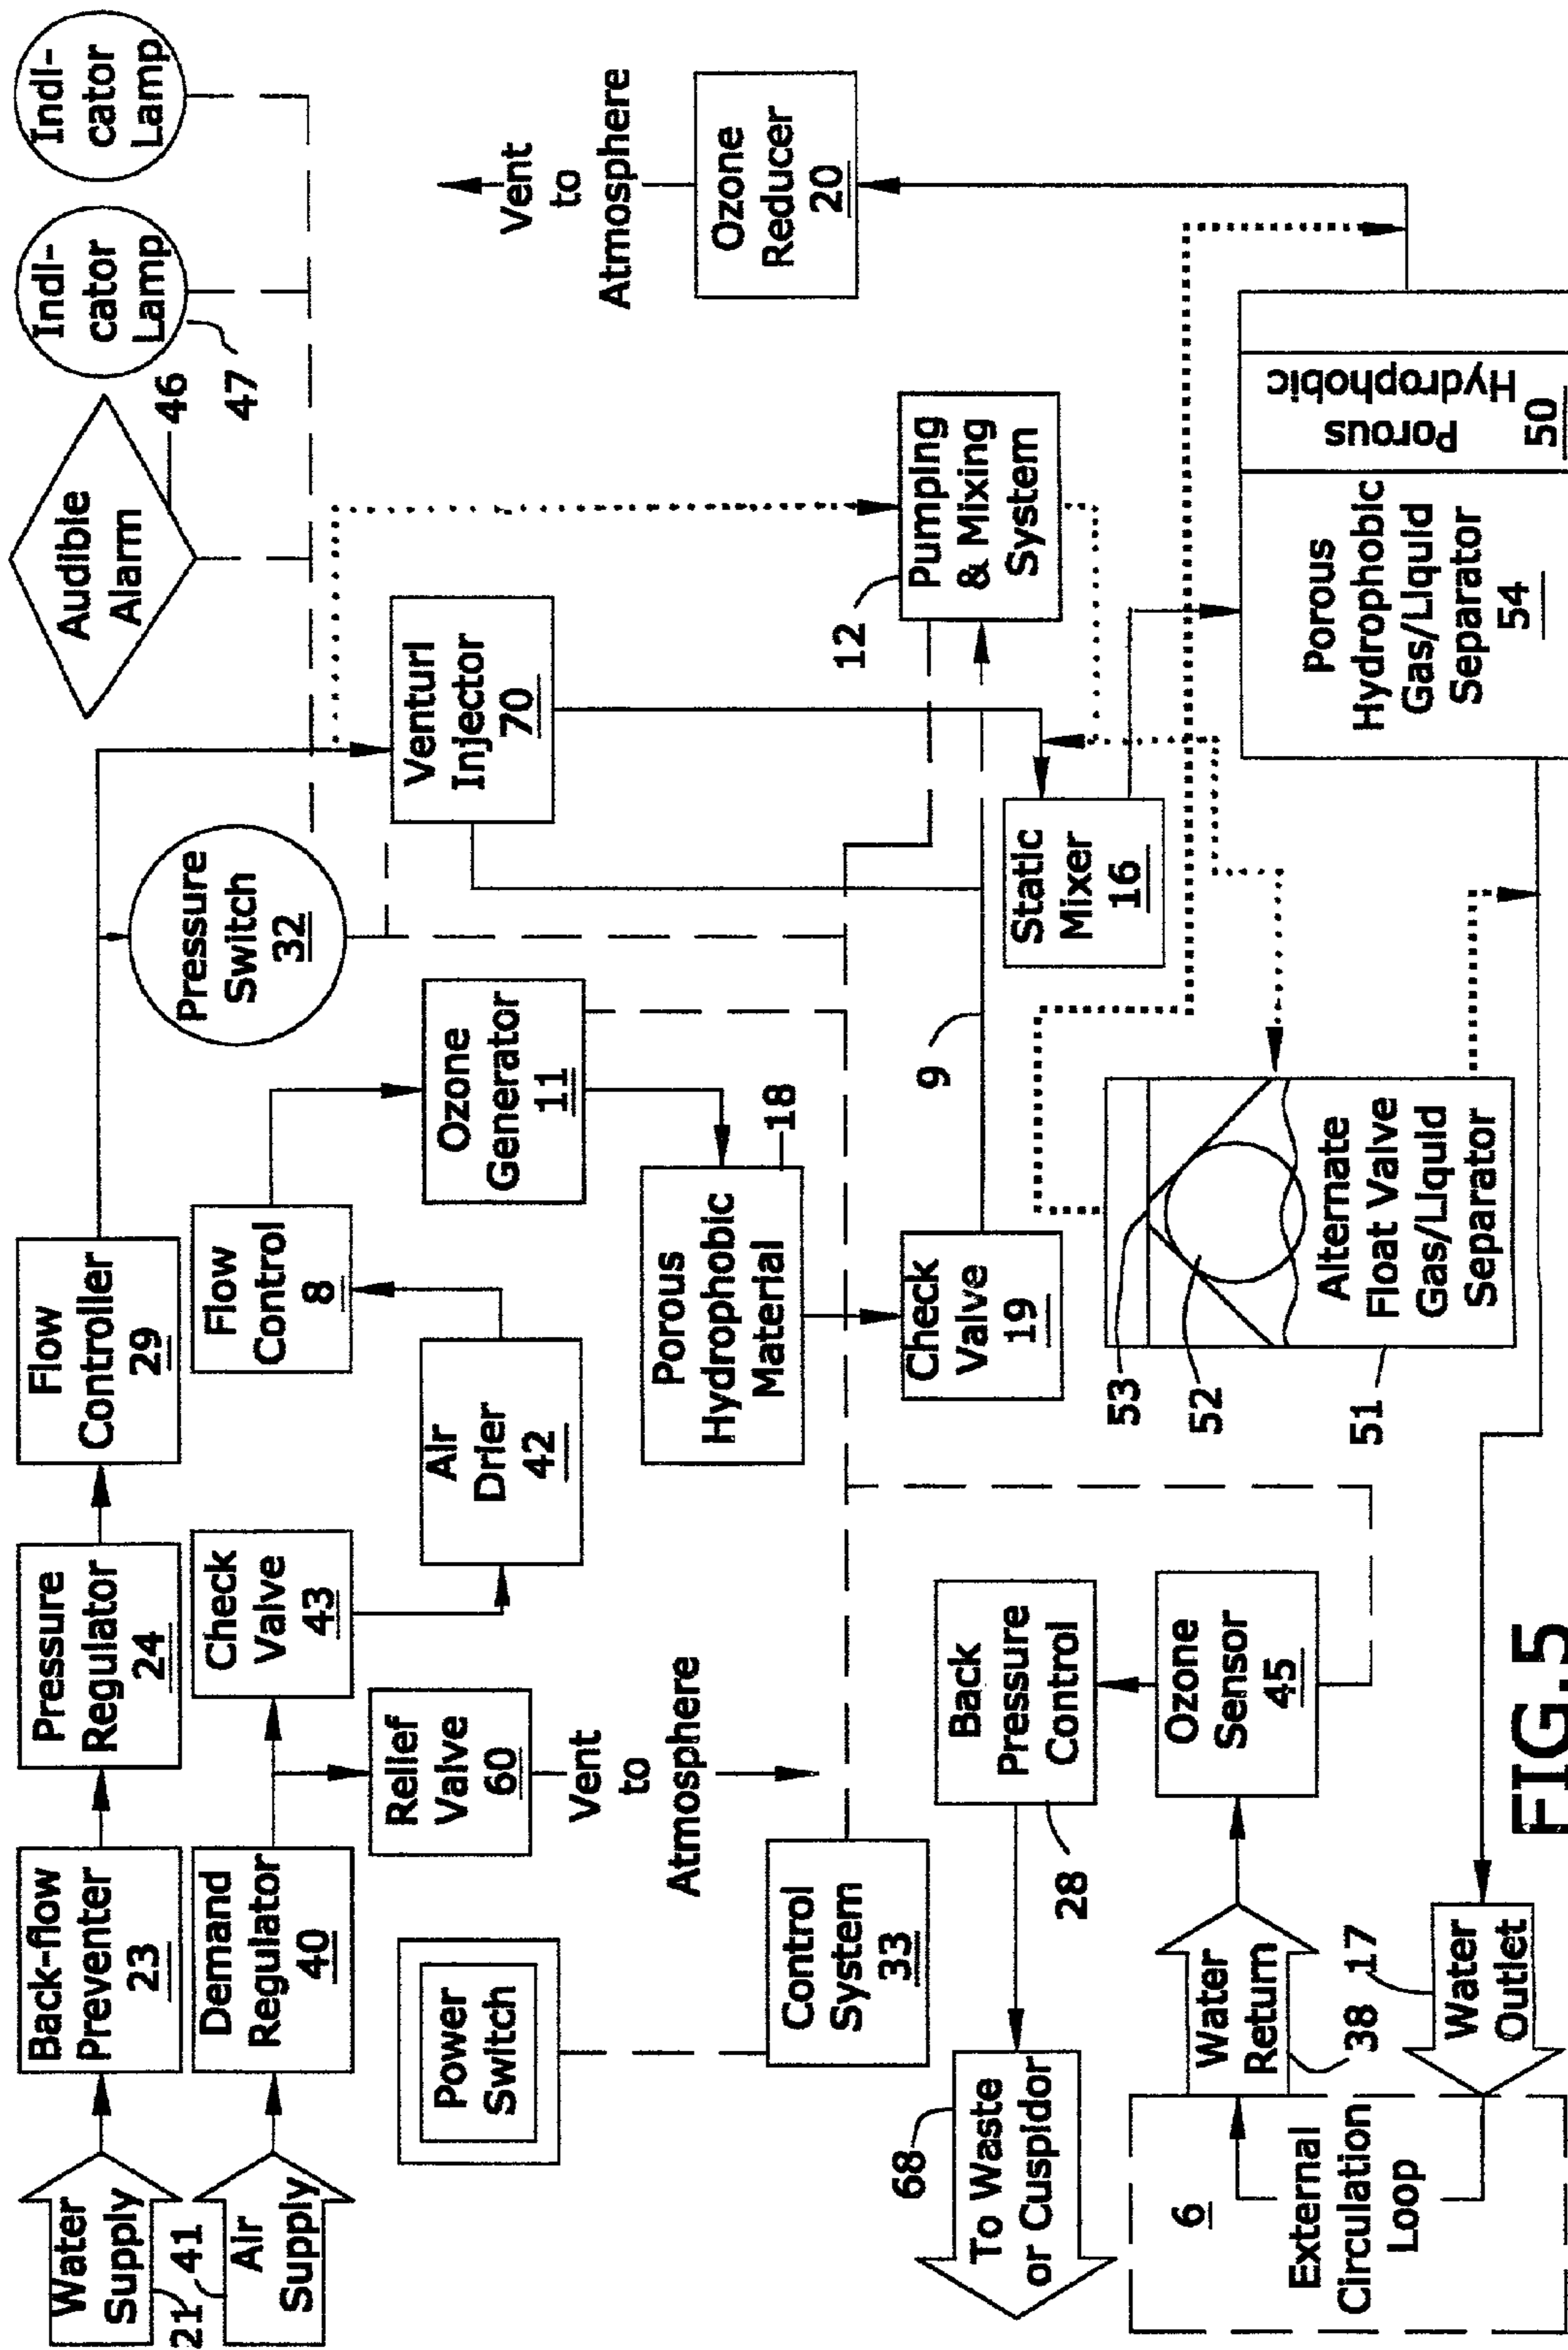 Water
Supply
21
41
Air
Supply
Back-flow
Preventer
23
Pressure
Regulator
24
Flow
Controller
29
Demand
Regulator
40
Check
Valve
43
Flow
Control
8
Relief
Valve
60
Vent
to
Atmosphere
Air
Drier
42
Ozone
Generator
11
Pressure
Switch
32
Audible
Alarm
46
Indi-
cator
Lamp
47
Indi-
cator
Lamp
Power
Switch
Control
System
33
Porous
Hydrophobic
Material
18
Venturi
Injector
70
Vent
to
Atmosphere
Ozone
Reducer
20
Check
Valve
19
9
12
Pumping
& Mixing
System
Static
Mixer
16
68
To Waste
or Cuspidor
Back
Pressure
Control
28
Ozone
Sensor
45
53
52
51
Alternate
Float Valve
Gas/Liquid
Separator
Porous
Hydrophobic
Gas/Liquid
Separator
54
Porous
Hydrophobic
50
6
External
Circulation
Loop
Water
Return
38
17
Water
Outlet
FIG.5